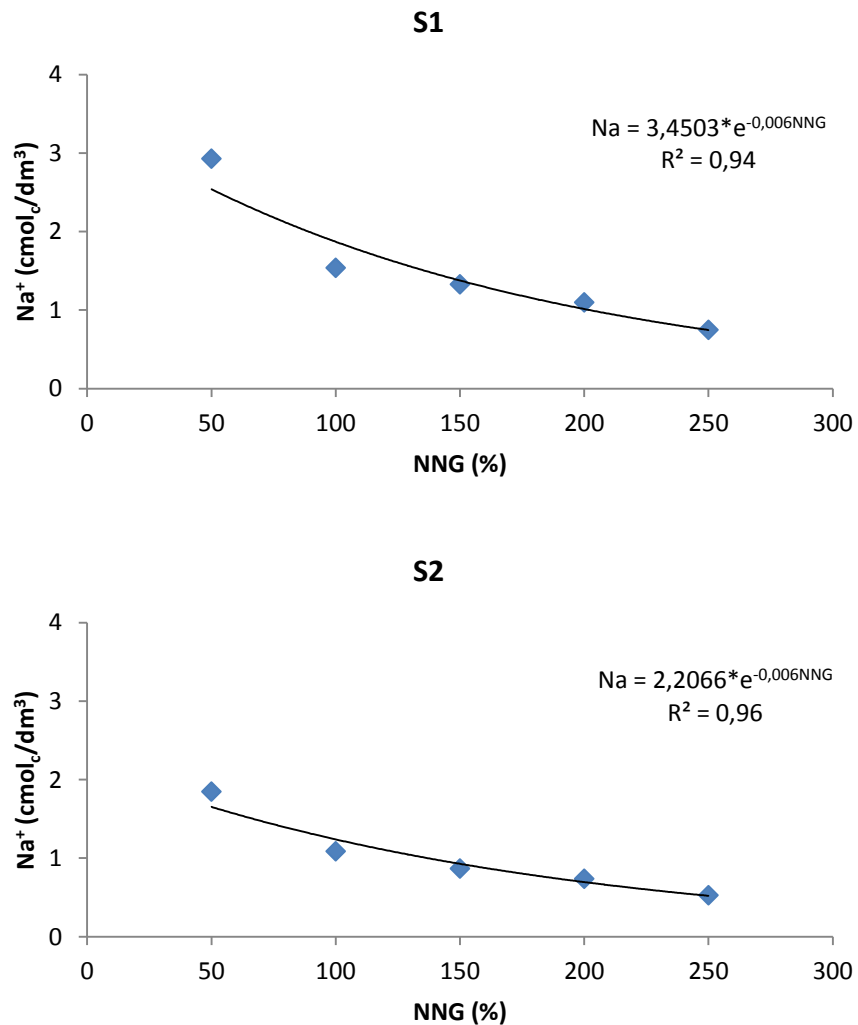 S1
4
3
2
1
0
Na⁺ (cmol꜀/dm³)
Na = 3,4503*e⁻⁰,⁰⁰⁶ᴺᴺᴳ
R² = 0,94
0 50 100 150 200 250 300
NNG (%)
S2
4
3
2
1
0
Na⁺ (cmol꜀/dm³)
Na = 2,2066*e⁻⁰,⁰⁰⁶ᴺᴺᴳ
R² = 0,96
0 50 100 150 200 250 300
NNG (%)